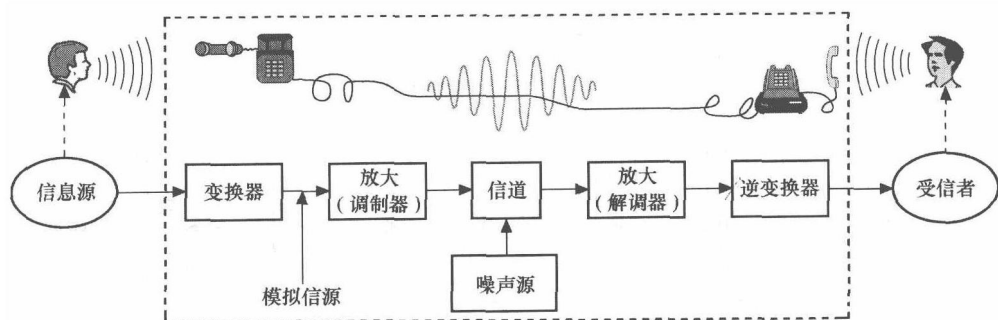 信息源
变换器
放大
(调制器)
信道
放大
(解调器)
逆变换器
受信者
模拟信源
噪声源